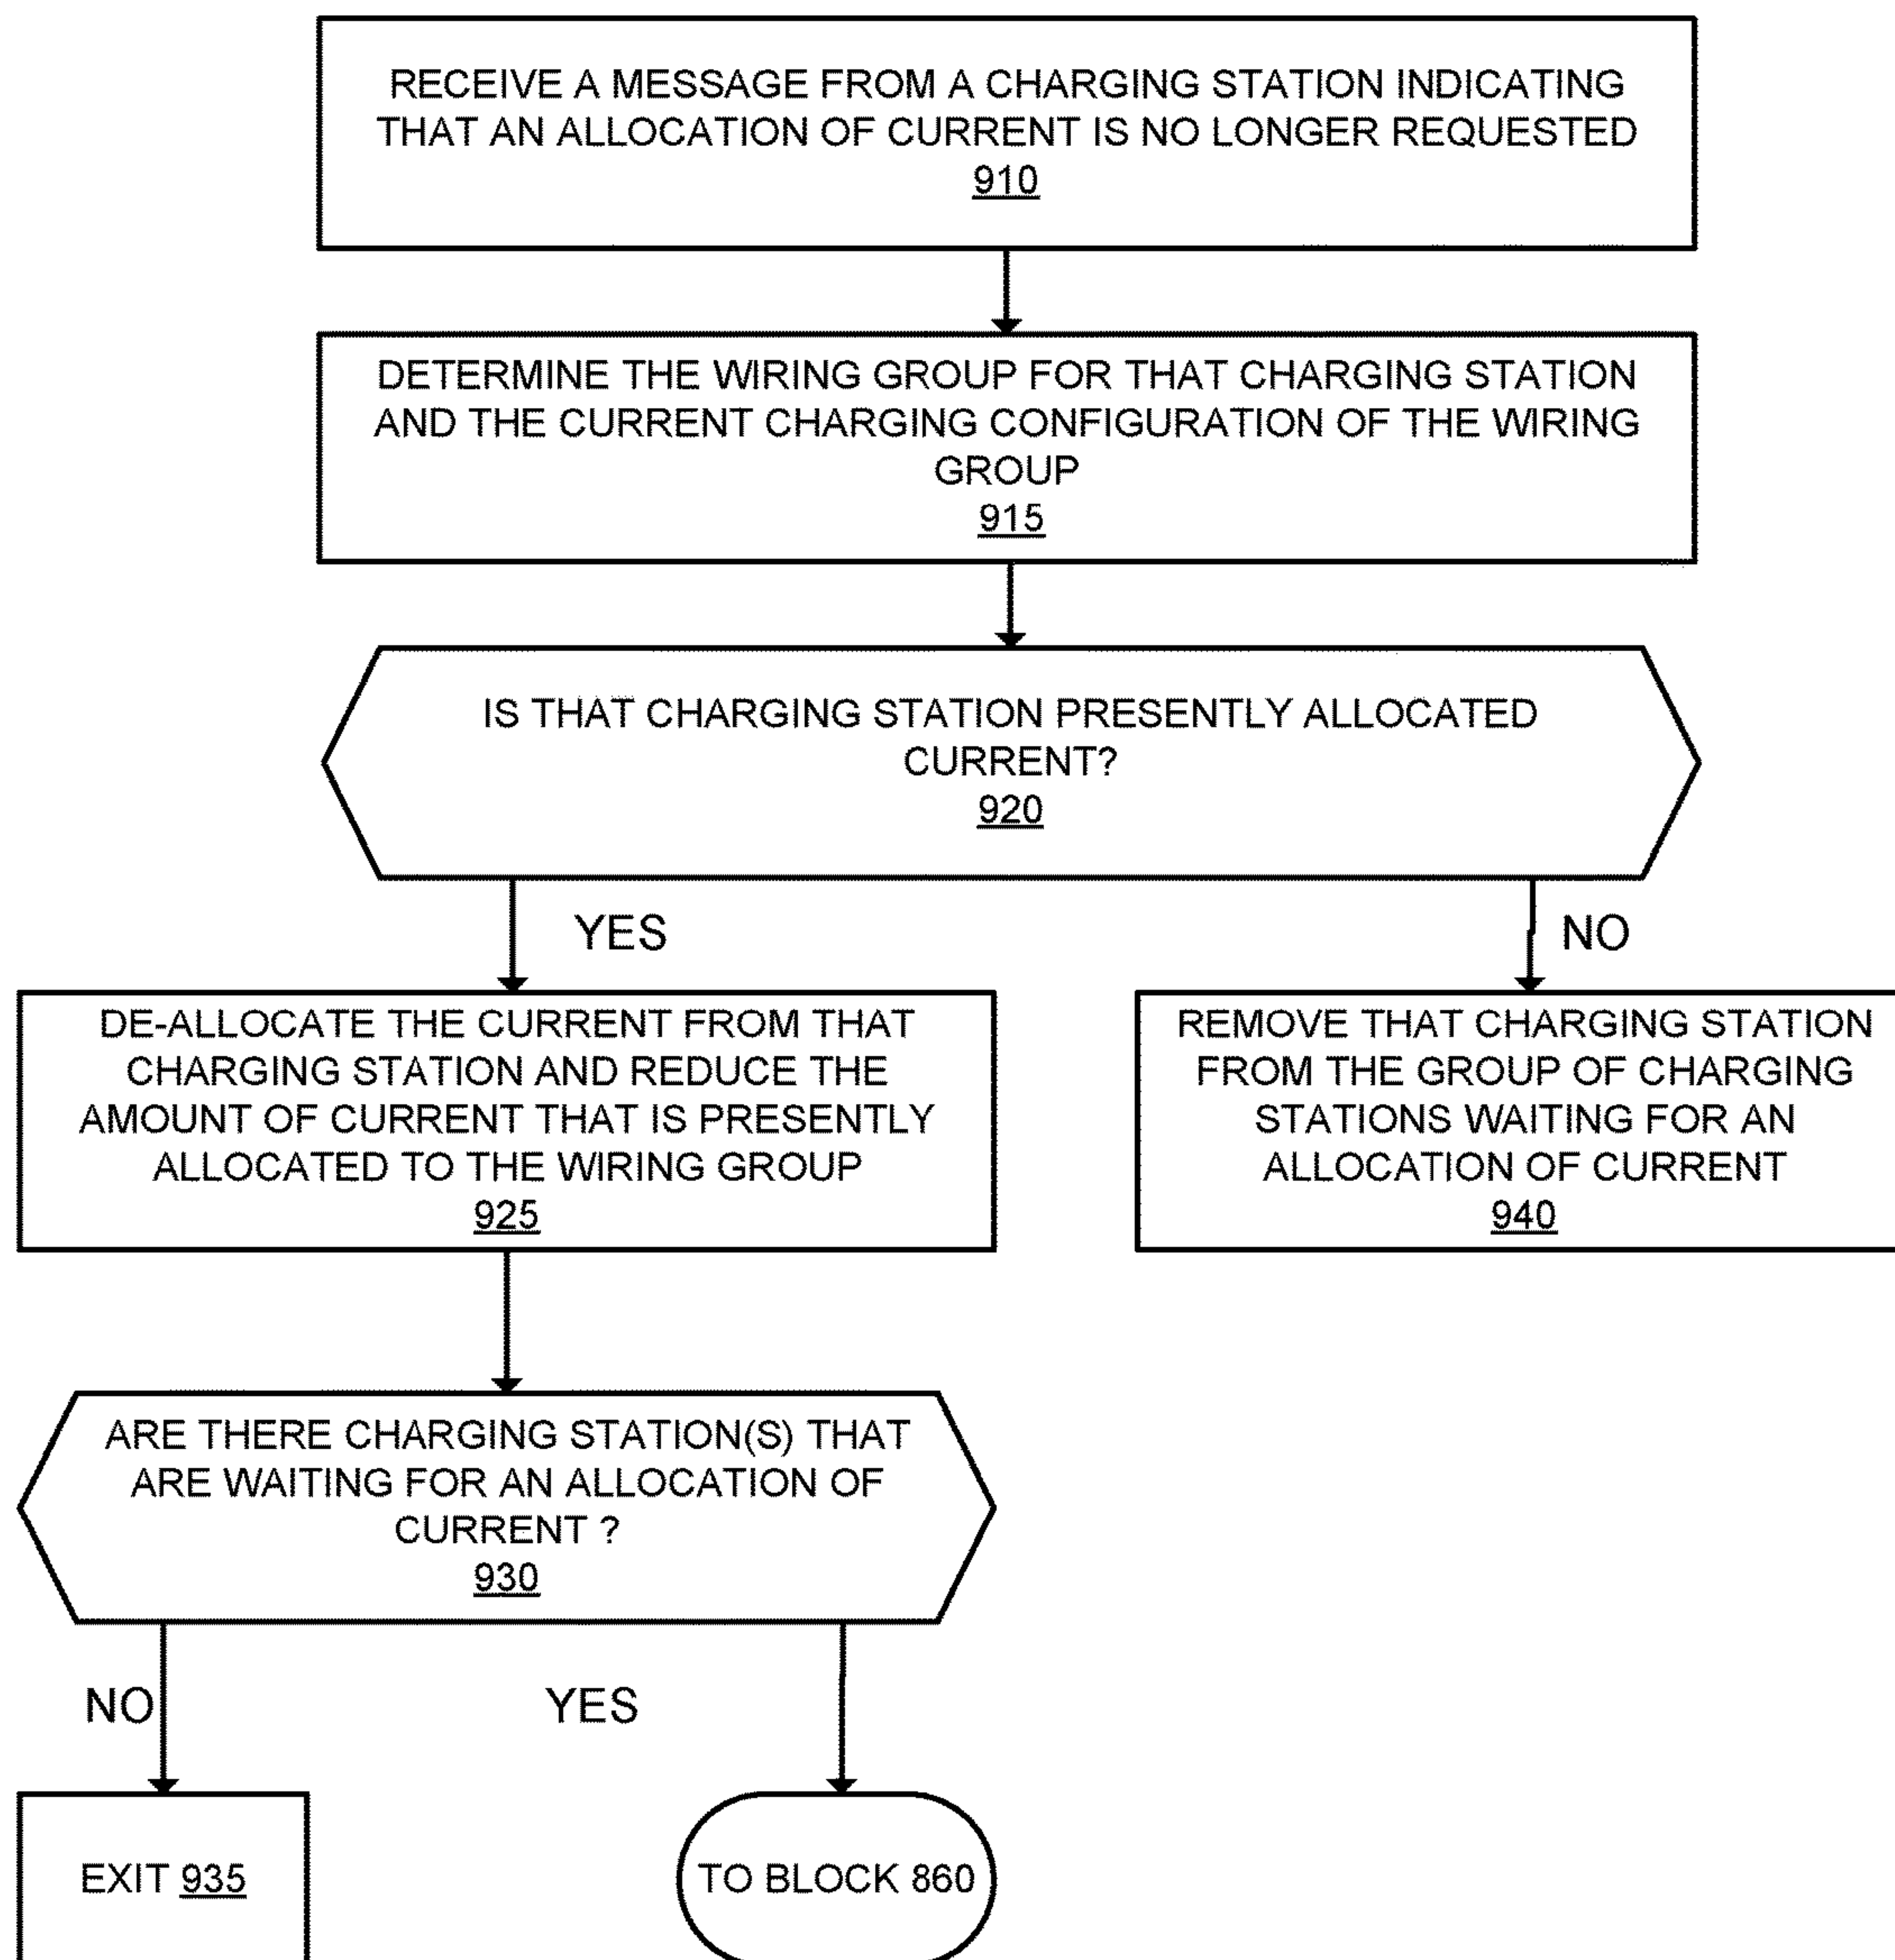 RECEIVE A MESSAGE FROM A CHARGING STATION INDICATING
THAT AN ALLOCATION OF CURRENT IS NO LONGER REQUESTED
910
DETERMINE THE WIRING GROUP FOR THAT CHARGING STATION
AND THE CURRENT CHARGING CONFIGURATION OF THE WIRING
GROUP
915
IS THAT CHARGING STATION PRESENTLY ALLOCATED
CURRENT?
920
YES
NO
DE-ALLOCATE THE CURRENT FROM THAT
CHARGING STATION AND REDUCE THE
AMOUNT OF CURRENT THAT IS PRESENTLY
ALLOCATED TO THE WIRING GROUP
925
REMOVE THAT CHARGING STATION
FROM THE GROUP OF CHARGING
STATIONS WAITING FOR AN
ALLOCATION OF CURRENT
940
ARE THERE CHARGING STATION(S) THAT
ARE WAITING FOR AN ALLOCATION OF
CURRENT ?
930
NO
YES
EXIT 935
TO BLOCK 860